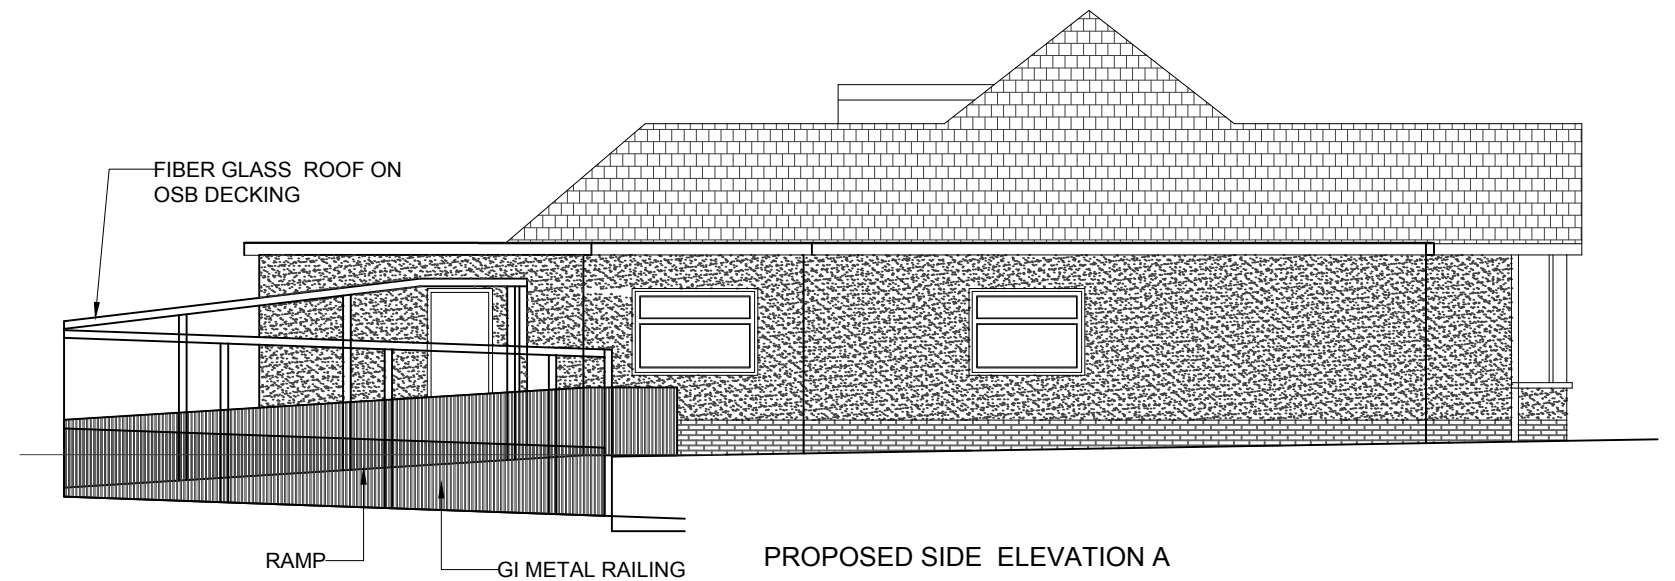 FIBER GLASS ROOF ON
OSB DECKING
RAMP
GI METAL RAILING
PROPOSED SIDE ELEVATION A